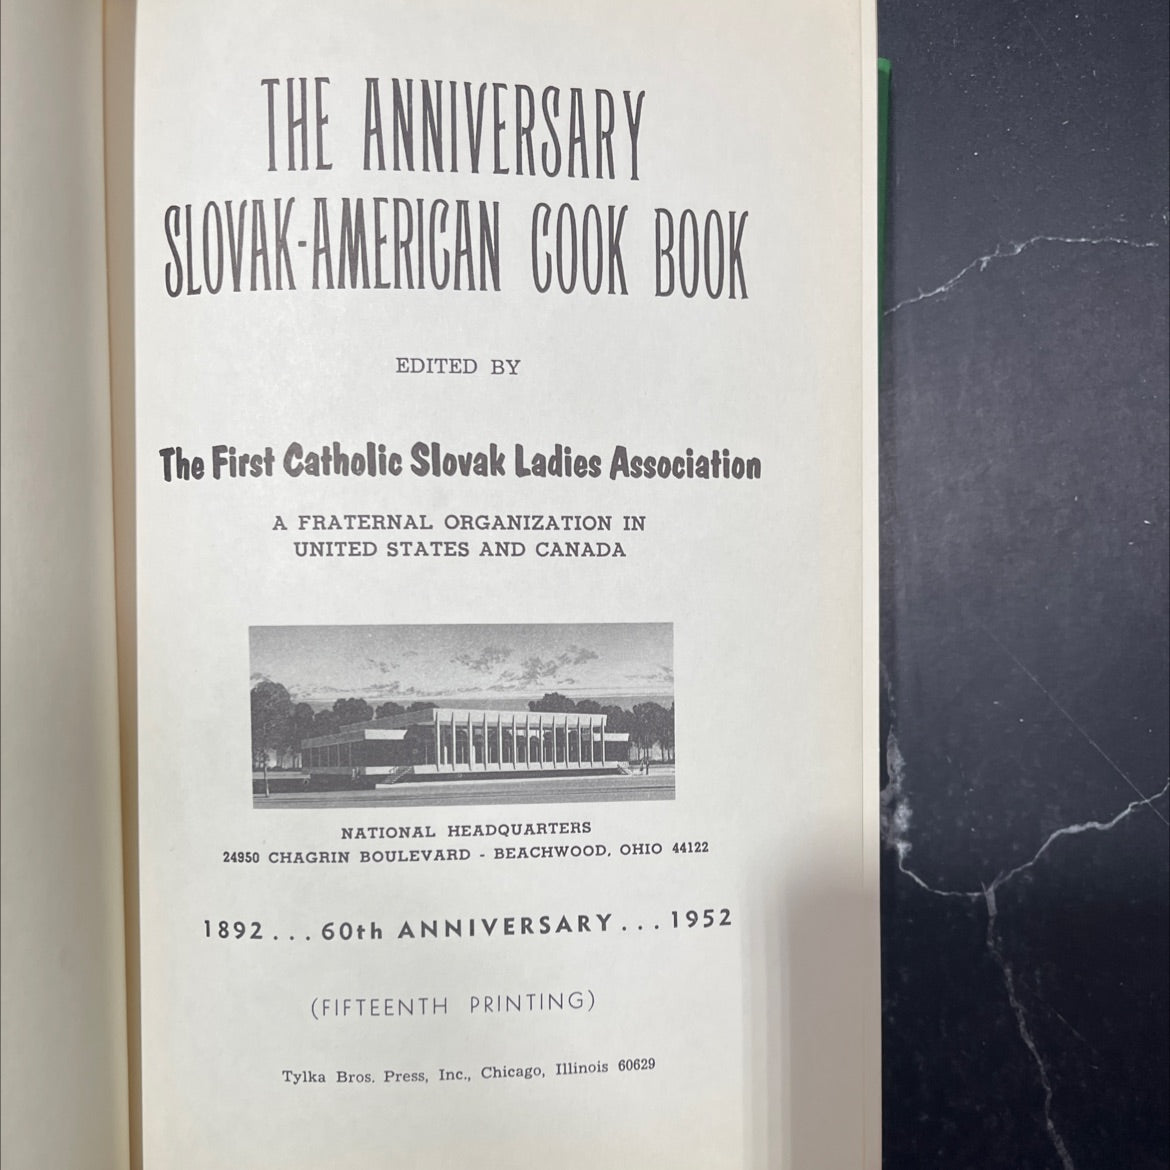 THE ANNIVERSARY
SLOVAK-AMERICAN COOK BOOK
EDITED BY
The First Catholic Slovak Ladies Association
A FRATERNAL ORGANIZATION IN
UNITED STATES AND CANADA
NATIONAL HEADQUARTERS
24950 CHAGRIN BOULEVARD - BEACHWOOD, OHIO 44122
1892 . . . 60th ANNIVERSARY . . . 1952
(FIFTEENTH PRINTING)
Tylka Bros. Press, Inc., Chicago, Illinois 60629